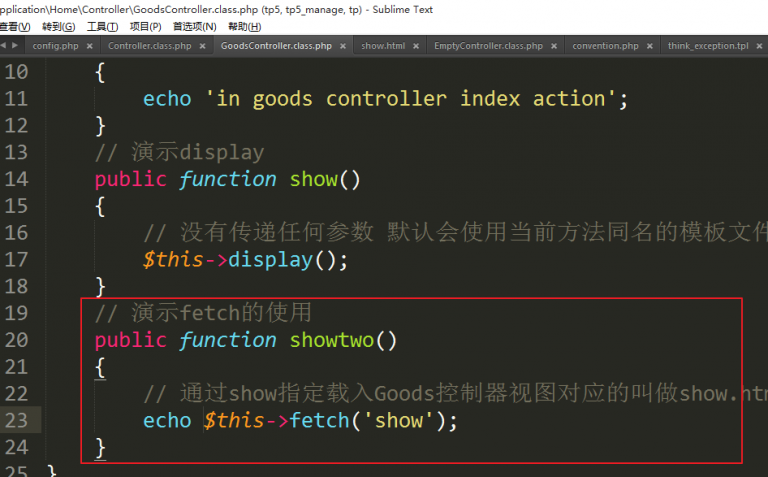 pplication\Home\Controller\GoodsController.class.php (tp5, tp5_manage, tp) - Sublime Text
查看(V) 转到(G) 工具(T) 项目(P) 首选项(N) 帮助(H)
config.php × Controller.class.php × GoodsController.class.php × show.html × EmptyController.class.php × convention.php × think_exception.tpl ×
10 {
11 echo 'in goods controller index action';
12 }
13 // 演示display
14 public function show()
15 {
16 // 没有传递任何参数 默认会使用当前方法同名的模板文件
17 $this->display();
18 }
19 // 演示fetch的使用
20 public function showtwo()
21 {
22 // 通过show指定载入Goods控制器视图对应的叫做show.htm
23 echo $this->fetch('show');
24 }
25 }